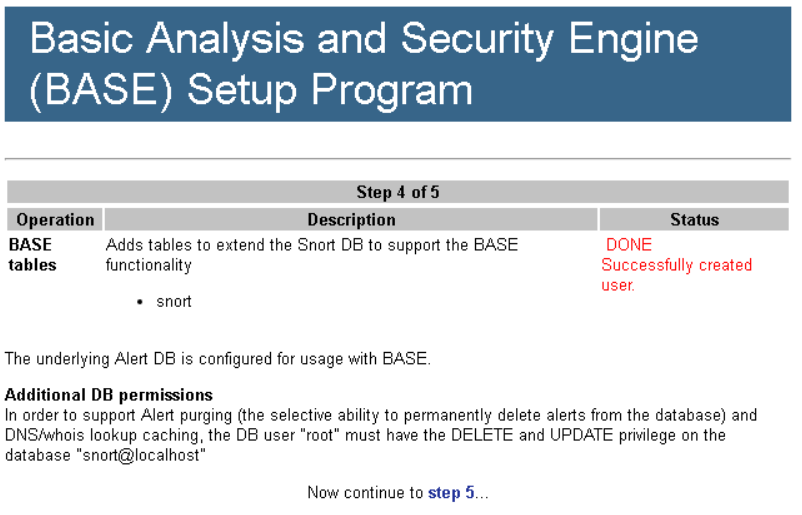 Basic Analysis and Security Engine
(BASE) Setup Program
Step 4 of 5
Operation Description Status
BASE tables
Adds tables to extend the Snort DB to support the BASE
functionality
• snort
DONE
Successfully created
user.
The underlying Alert DB is configured for usage with BASE.
Additional DB permissions
In order to support Alert purging (the selective ability to permanently delete alerts from the database) and
DNS/whois lookup caching, the DB user "root" must have the DELETE and UPDATE privilege on the
database "snort@localhost"
Now continue to step 5...